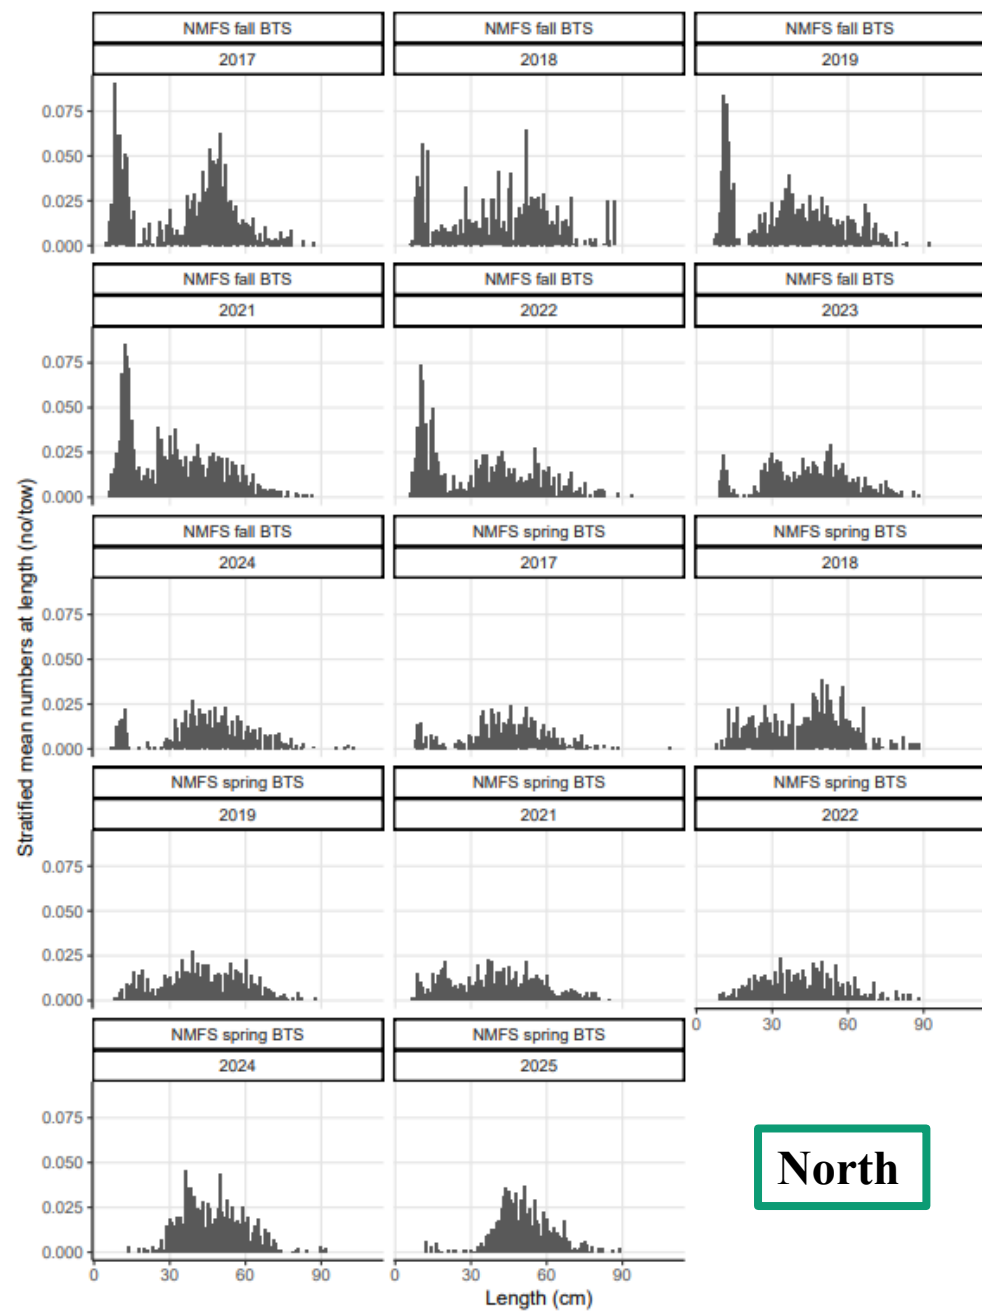 NMFS fall BTS NMFS fall BTS NMFS fall BTS
2017 2018 2019
0.075
0.050
0.025
0.000
NMFS fall BTS NMFS fall BTS NMFS fall BTS
2021 2022 2023
0.075
0.050
0.025
0.000
NMFS fall BTS NMFS spring BTS NMFS spring BTS
2024 2017 2018
0.075
0.050
0.025
0.000
Stratified mean numbers at length (no/tow)
NMFS spring BTS NMFS spring BTS NMFS spring BTS
2019 2021 2022
0.075
0.050
0.025
0.000
0 30 60 90
NMFS spring BTS NMFS spring BTS
2024 2025
0.075
0.050
0.025
0.000
North
0 30 60 90 0 30 60 90
Length (cm)